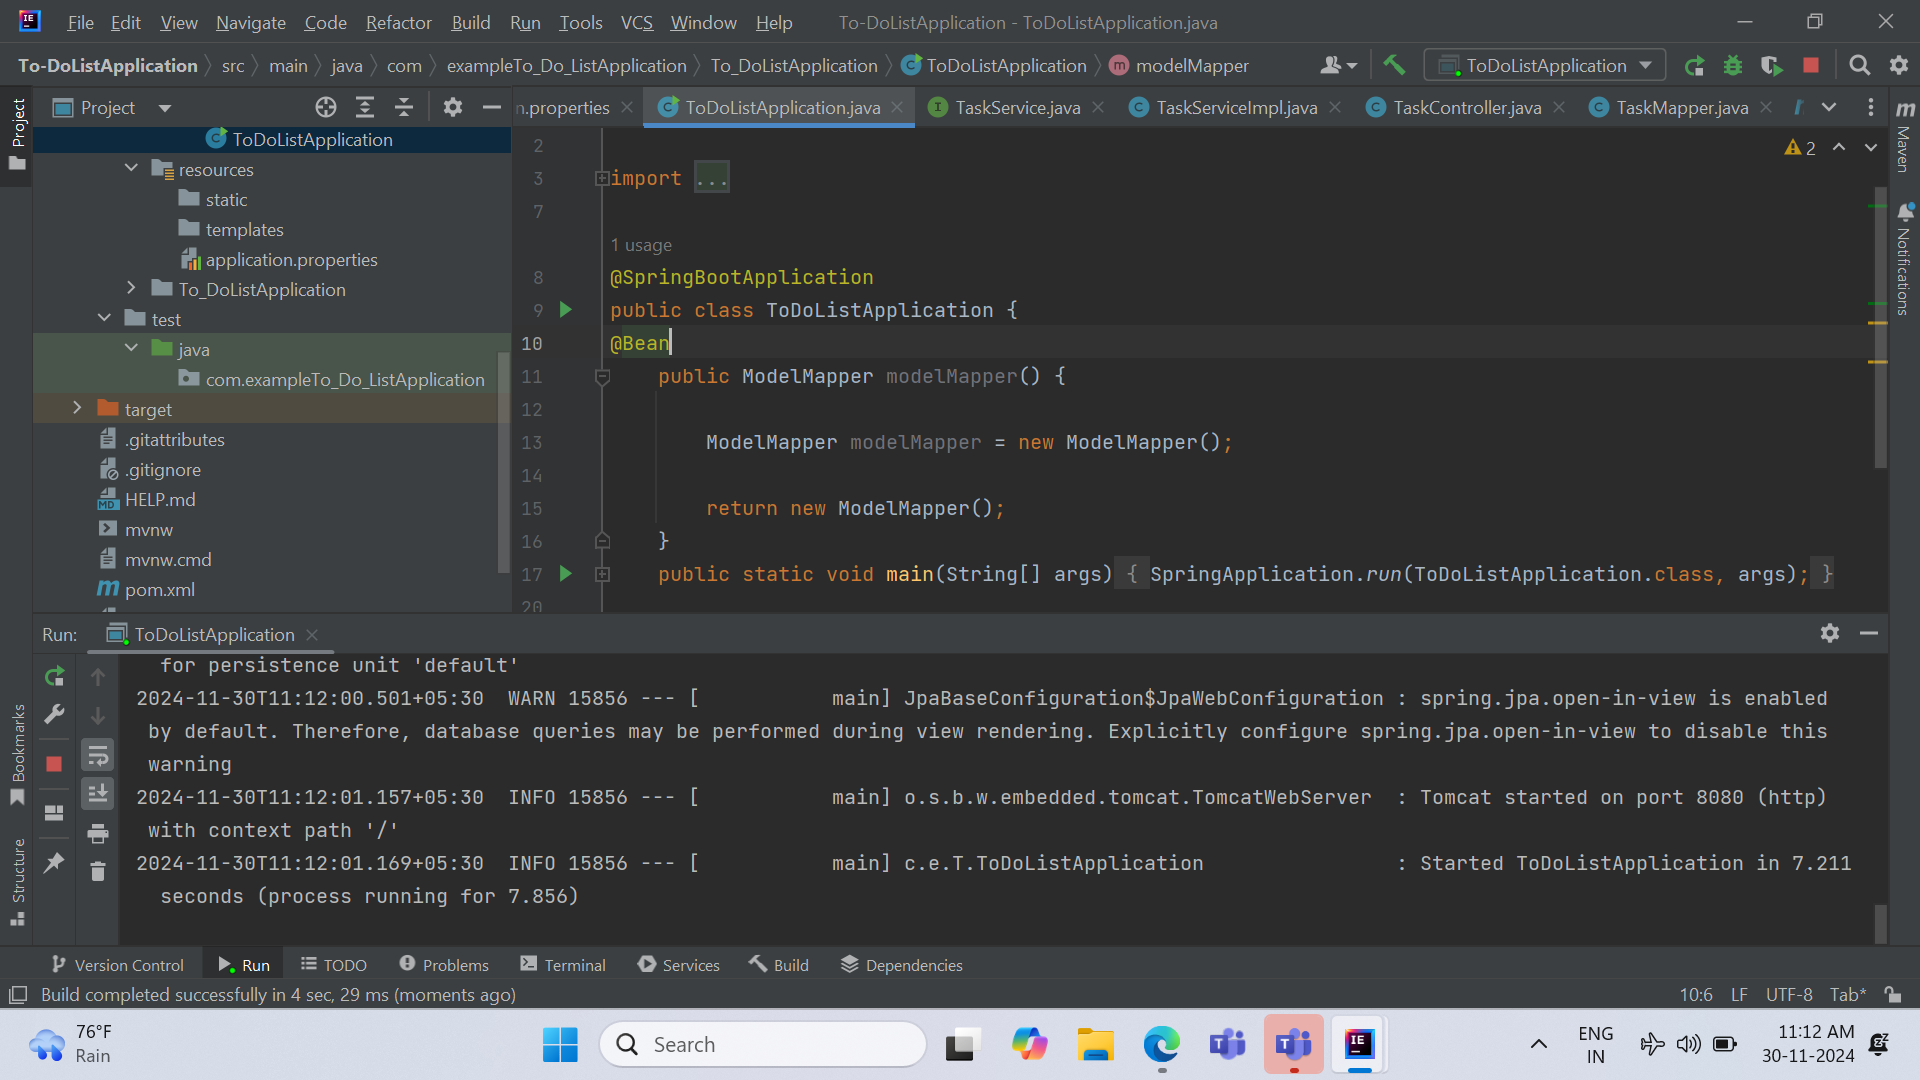 File Edit View Navigate Code Refactor Build Run Tools VCS Window Help To-DoListApplication - ToDoListApplication.java
To-DoListApplication src main java com exampleTo_Do_ListApplication To_DoListApplication ToDoListApplication modelMapper ToDoListApplication
Project n.properties ToDoListApplication.java TaskService.java TaskServiceImpl.java TaskController.java TaskMapper.java
Project
Maven
Notifications
Bookmarks
Structure
ToDoListApplication
resources
static
templates
application.properties
To_DoListApplication
test
java
com.exampleTo_Do_ListApplication
target
.gitattributes
.gitignore
HELP.md
mvnw
mvnw.cmd
pom.xml
2
2
3 import ...
7
1 usage
8 @SpringBootApplication
9 public class ToDoListApplication {
10 @Bean
11 public ModelMapper modelMapper() {
12
13 ModelMapper modelMapper = new ModelMapper();
14
15 return new ModelMapper();
16 }
17 public static void main(String[] args) { SpringApplication.run(ToDoListApplication.class, args); }
20
Run: ToDoListApplication
for persistence unit 'default'
2024-11-30T11:12:00.501+05:30 WARN 15856 --- [ main] JpaBaseConfiguration$JpaWebConfiguration : spring.jpa.open-in-view is enabled
by default. Therefore, database queries may be performed during view rendering. Explicitly configure spring.jpa.open-in-view to disable this
warning
2024-11-30T11:12:01.157+05:30 INFO 15856 --- [ main] o.s.b.w.embedded.tomcat.TomcatWebServer : Tomcat started on port 8080 (http)
with context path '/'
2024-11-30T11:12:01.169+05:30 INFO 15856 --- [ main] c.e.T.ToDoListApplication : Started ToDoListApplication in 7.211
seconds (process running for 7.856)
Version Control Run TODO Problems Terminal Services Build Dependencies
Build completed successfully in 4 sec, 29 ms (moments ago) 10:6 LF UTF-8 Tab*
76°F
Rain
Search
ENG
IN
11:12 AM
30-11-2024